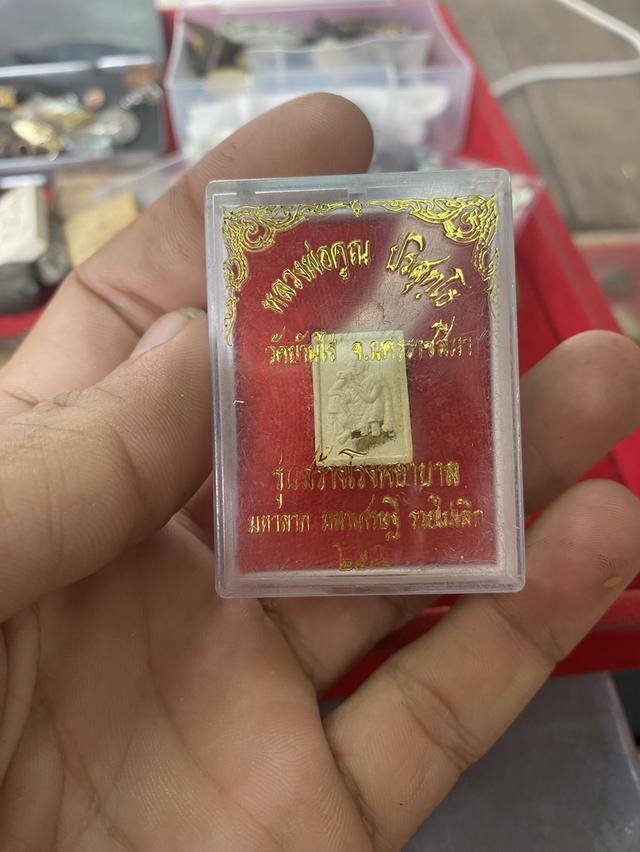 หลวงพ่อคูณ ปริสุทฺโธ
วัดบ้านไร่ จ.นครราชสีมา
รุ่นสร้างโรงพยาบาล
มหาลาภ มหาเศรษฐี รวยไม่เลิก